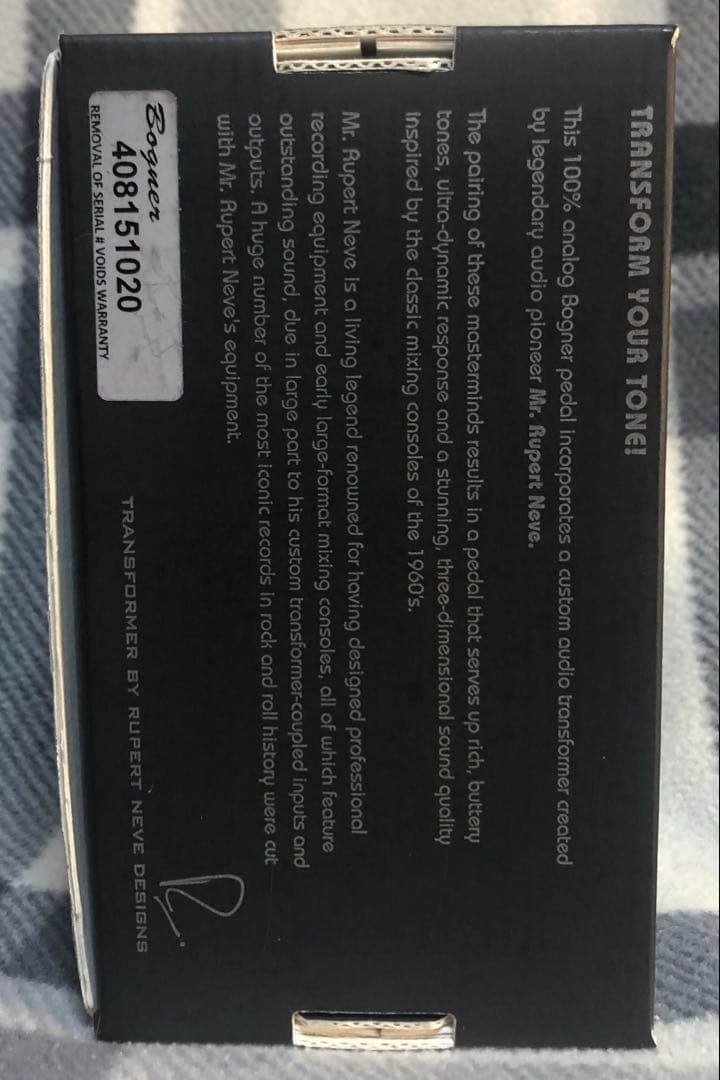 TRANSFORM YOUR TONE!
This 100% analog Bogner pedal incorporates a custom audio transformer created
by legendary audio pioneer Mr. Rupert Neve.
The pairing of these masterminds results in a pedal that serves up rich, buttery
tones, ultra-dynamic response and a stunning, three-dimensional sound quality
inspired by the classic mixing consoles of the 1960's.
Mr. Rupert Neve is a living legend renowned for having designed professional
recording equipment and early large-format mixing consoles, all of which feature
outstanding sound, due in large part to his custom transformer-coupled inputs and
outputs. A huge number of the most iconic records in rock and roll history were cut
with Mr. Rupert Neve's equipment.
Bogner
408151020
REMOVAL OF SERIAL # VOIDS WARRANTY
R.
TRANSFORMER BY RUPERT NEVE DESIGNS